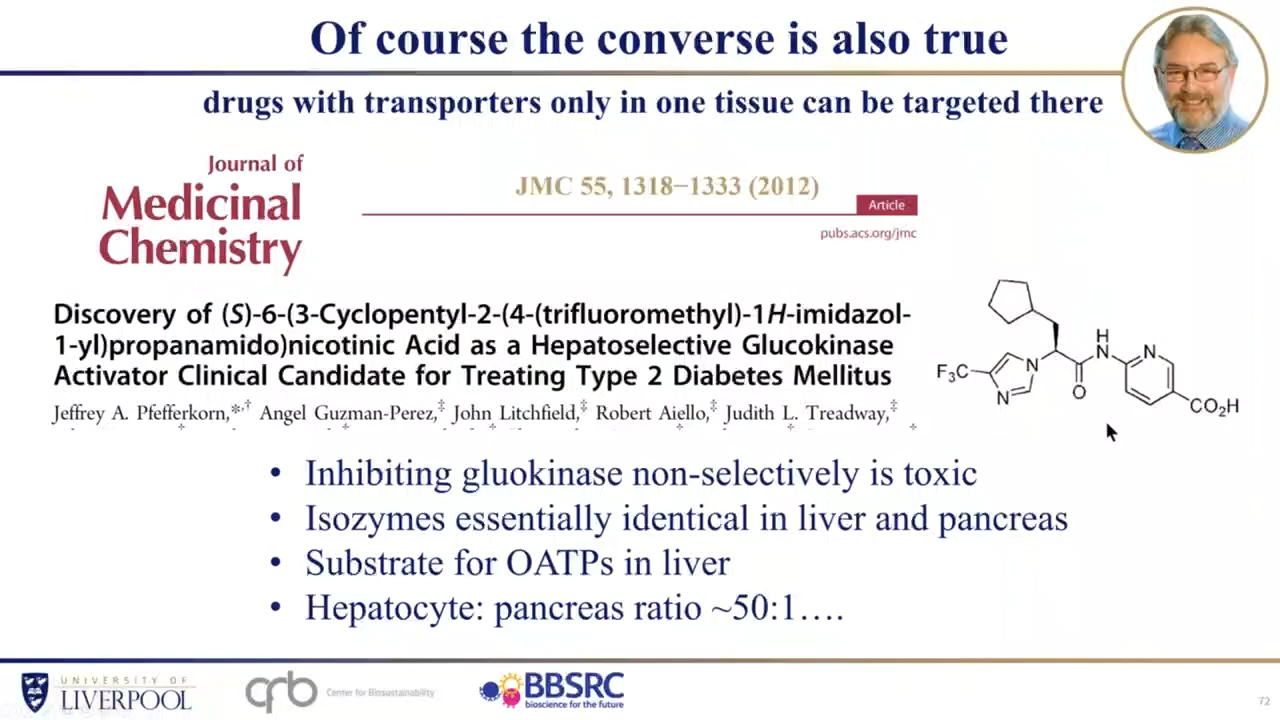 Of course the converse is also true
drugs with transporters only in one tissue can be targeted there
Journal of
Medicinal
Chemistry
JMC 55, 1318−1333 (2012)
Article
pubs.acs.org/jmc
Discovery of (S)-6-(3-Cyclopentyl-2-(4-(trifluoromethyl)-1H-imidazol-
1-yl)propanamido)nicotinic Acid as a Hepatoselective Glucokinase
Activator Clinical Candidate for Treating Type 2 Diabetes Mellitus
Jeffrey A. Pfefferkorn,*,† Angel Guzman-Perez,‡ John Litchfield,‡ Robert Aiello,‡ Judith L. Treadway,‡
F3C
N
N
O
H
N
N
CO2H
• Inhibiting gluokinase non-selectively is toxic
• Isozymes essentially identical in liver and pancreas
• Substrate for OATPs in liver
• Hepatocyte: pancreas ratio ~50:1….
UNIVERSITY OF
LIVERPOOL
Center for Biosustainability
BBSRC
bioscience for the future
72